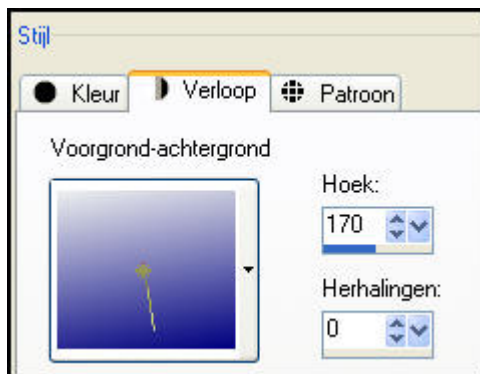 Stijl
Kleur Verloop Patroon
Voorgrond-achtergrond
Hoek:
170
Herhalingen:
0